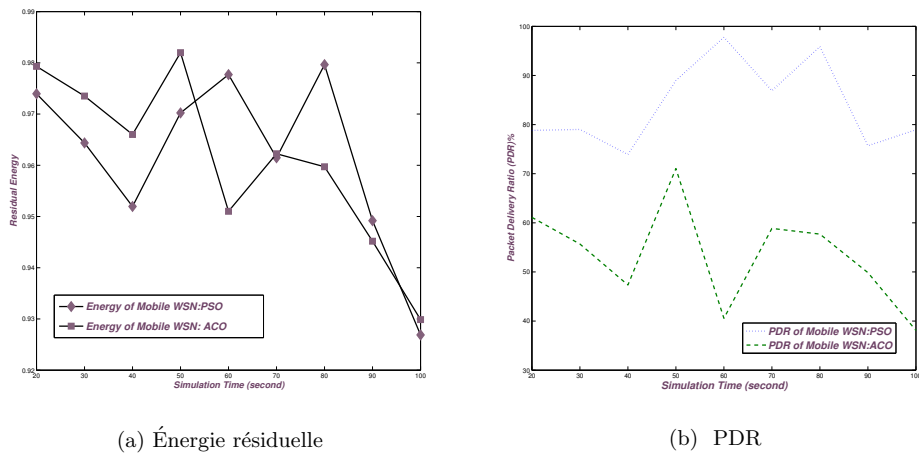 0.99
0.98
0.97
0.96
0.95
0.94
0.93
0.92
Residual Energy
20 30 40 50 60 70 80 90 100
Simulation Time (second)
Energy of Mobile WSN:PSO
Energy of Mobile WSN: ACO
(a) Énergie résiduelle
100
90
80
70
60
50
40
30
Packet Delivery Ratio (PDR)%
20 30 40 50 60 70 80 90 100
Simulation Time (second)
PDR of Mobile WSN:PSO
PDR of Mobile WSN:ACO
(b) PDR